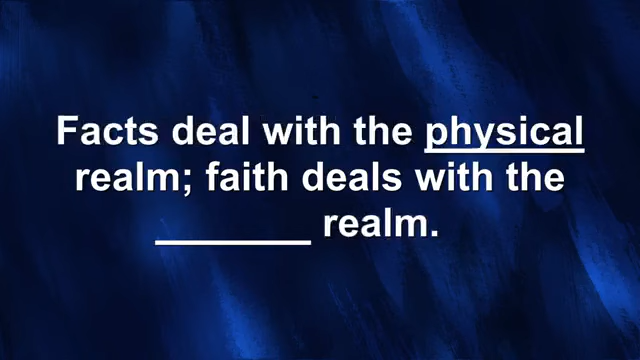 Facts deal with the physical
realm; faith deals with the
________ realm.